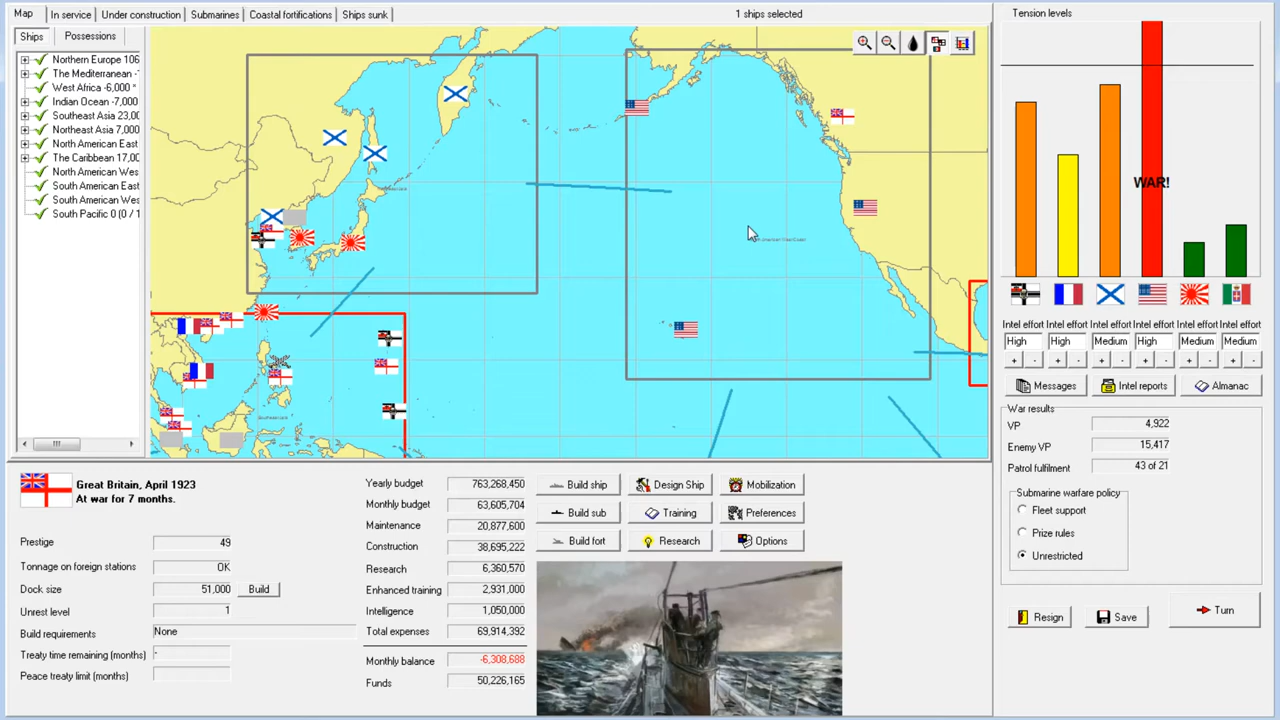 Map In service Under construction Submarines Coastal fortifications Ships sunk
1 ships selected
Tension levels
Ships Possessions
Northern Europe 106
The Mediterranean -
West Africa -6,000 *
Indian Ocean -7,000
Southeast Asia 23,00
Northeast Asia 7,000
North American East
The Caribbean 17,00
North American Wes
South American East
South American Wes
South Pacific 0 (0 / 1
WAR!
Intel effort Intel effort Intel effort Intel effort Intel effort Intel effort
High High Medium High Medium Medium
+ - + - + - + - + - + -
Messages Intel reports Almanac
War results
VP 4,922
Enemy VP 15,417
Patrol fulfilment 43 of 21
Submarine warfare policy
Fleet support
Prize rules
Unrestricted
Resign Save Turn
Great Britain, April 1923
At war for 7 months.
Prestige 49
Tonnage on foreign stations OK
Dock size 51,000 Build
Unrest level 1
Build requirements None
Treaty time remaining (months) -
Peace treaty limit (months)
Yearly budget 763,268,450
Monthly budget 63,605,704
Maintenance 20,877,600
Construction 38,695,222
Research 6,360,570
Enhanced training 2,931,000
Intelligence 1,050,000
Total expenses 69,914,392
Monthly balance -6,308,688
Funds 50,226,165
Build ship Design Ship Mobilization
Build sub Training Preferences
Build fort Research Options